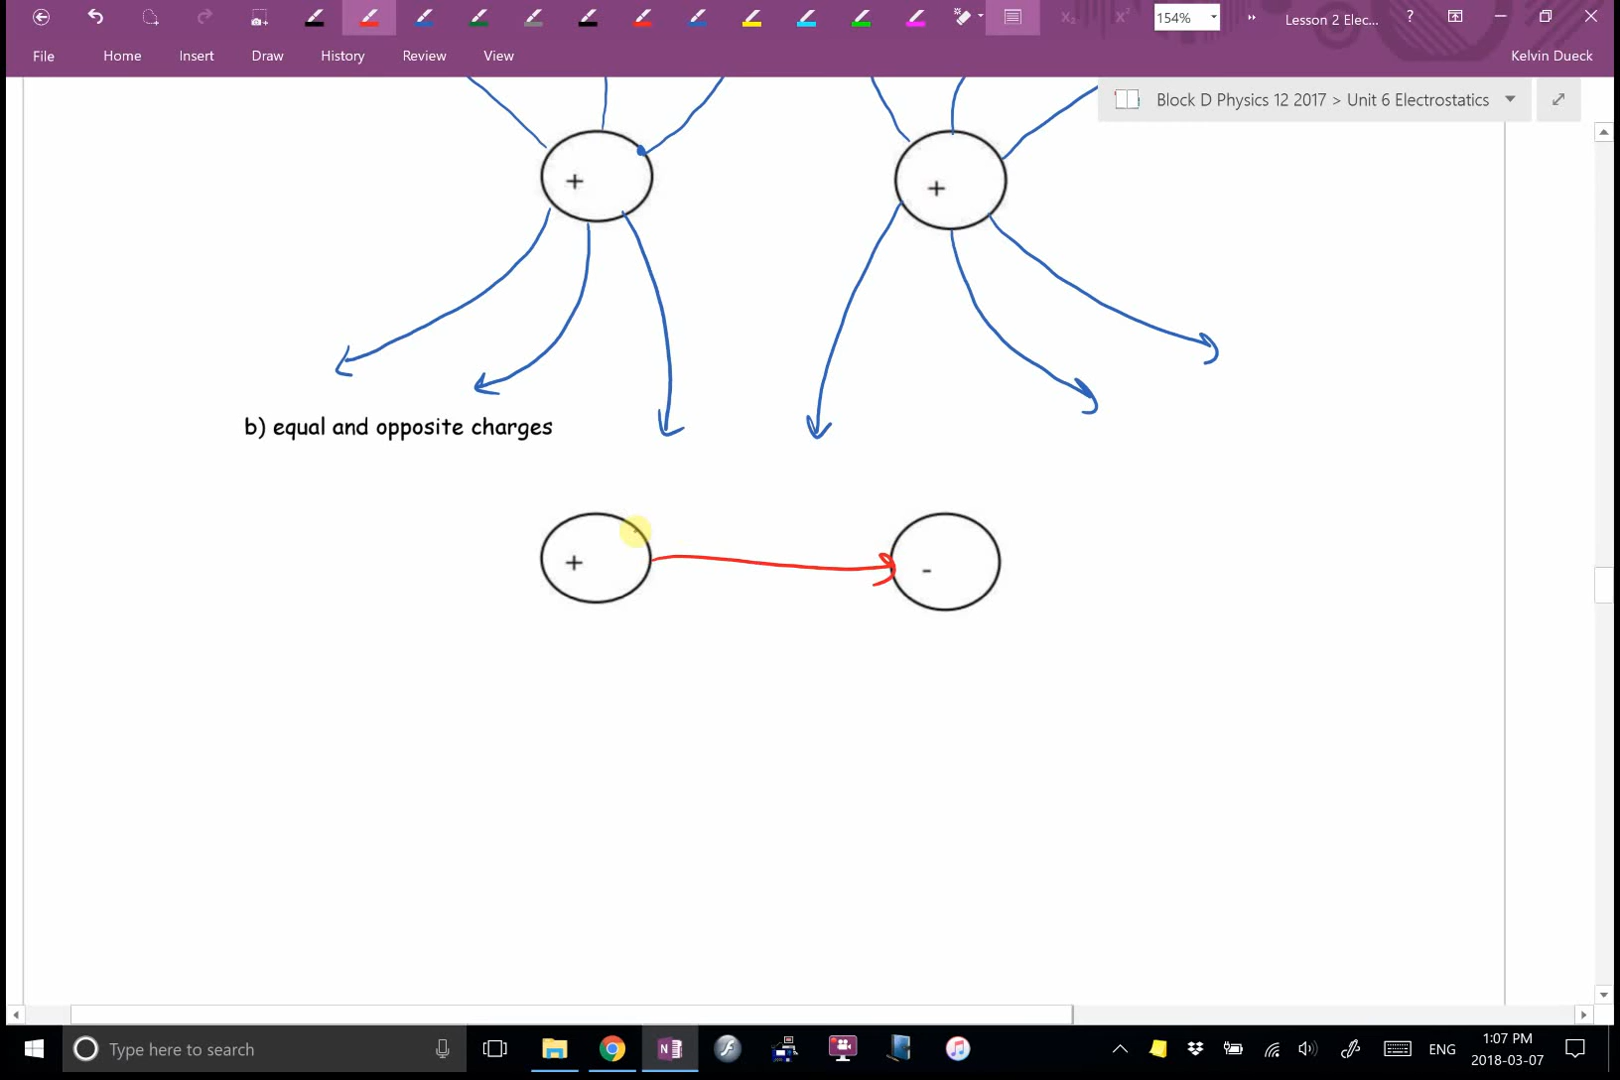 154%
Lesson 2 Elec...
?
File Home Insert Draw History Review View
Kelvin Dueck
Block D Physics 12 2017 > Unit 6 Electrostatics
+
+
b) equal and opposite charges
+
-
Type here to search
ENG
1:07 PM
2018-03-07